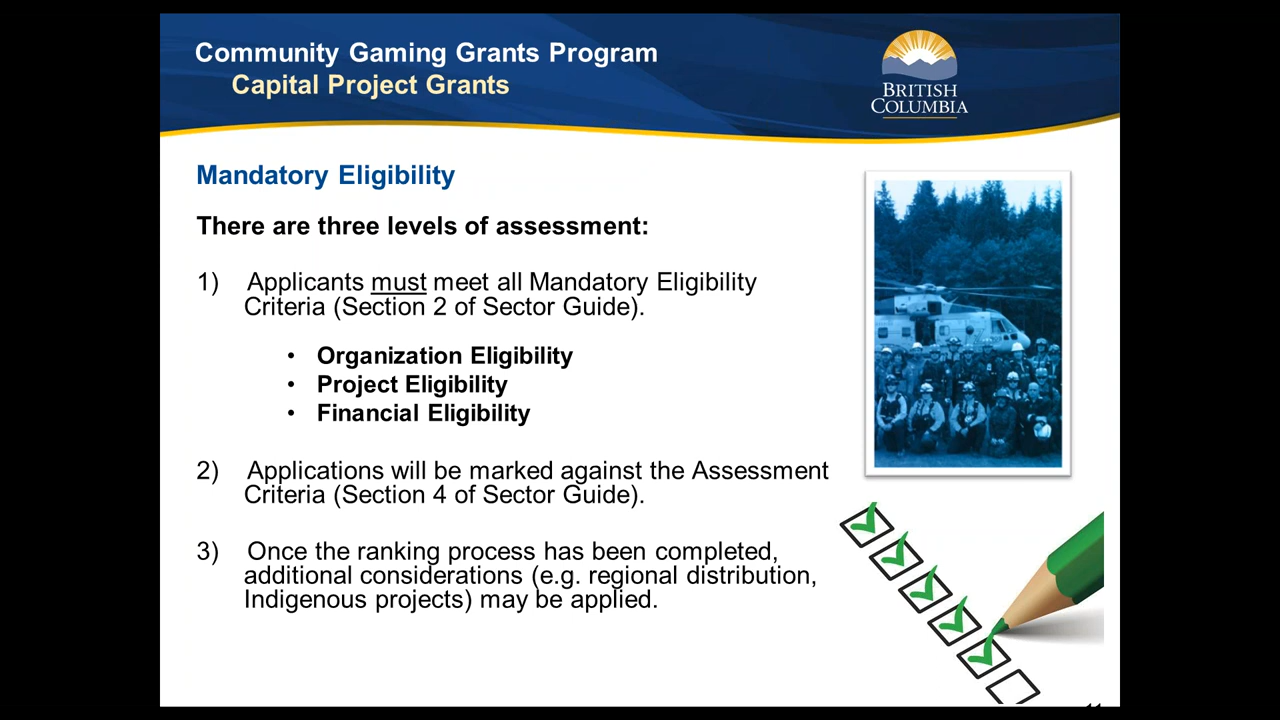 Community Gaming Grants Program
Capital Project Grants
BRITISH
COLUMBIA
Mandatory Eligibility
There are three levels of assessment:
1) Applicants must meet all Mandatory Eligibility
Criteria (Section 2 of Sector Guide).
• Organization Eligibility
• Project Eligibility
• Financial Eligibility
2) Applications will be marked against the Assessment
Criteria (Section 4 of Sector Guide).
3) Once the ranking process has been completed,
additional considerations (e.g. regional distribution,
Indigenous projects) may be applied.